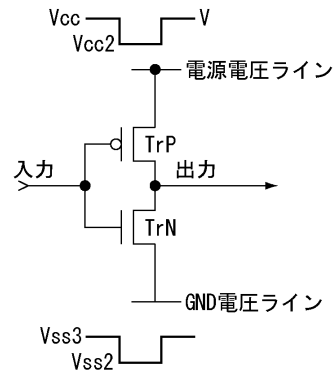 Vcc V
Vcc2
電源電圧ライン
TrP
入力
出力
TrN
GND電圧ライン
Vss3
Vss2